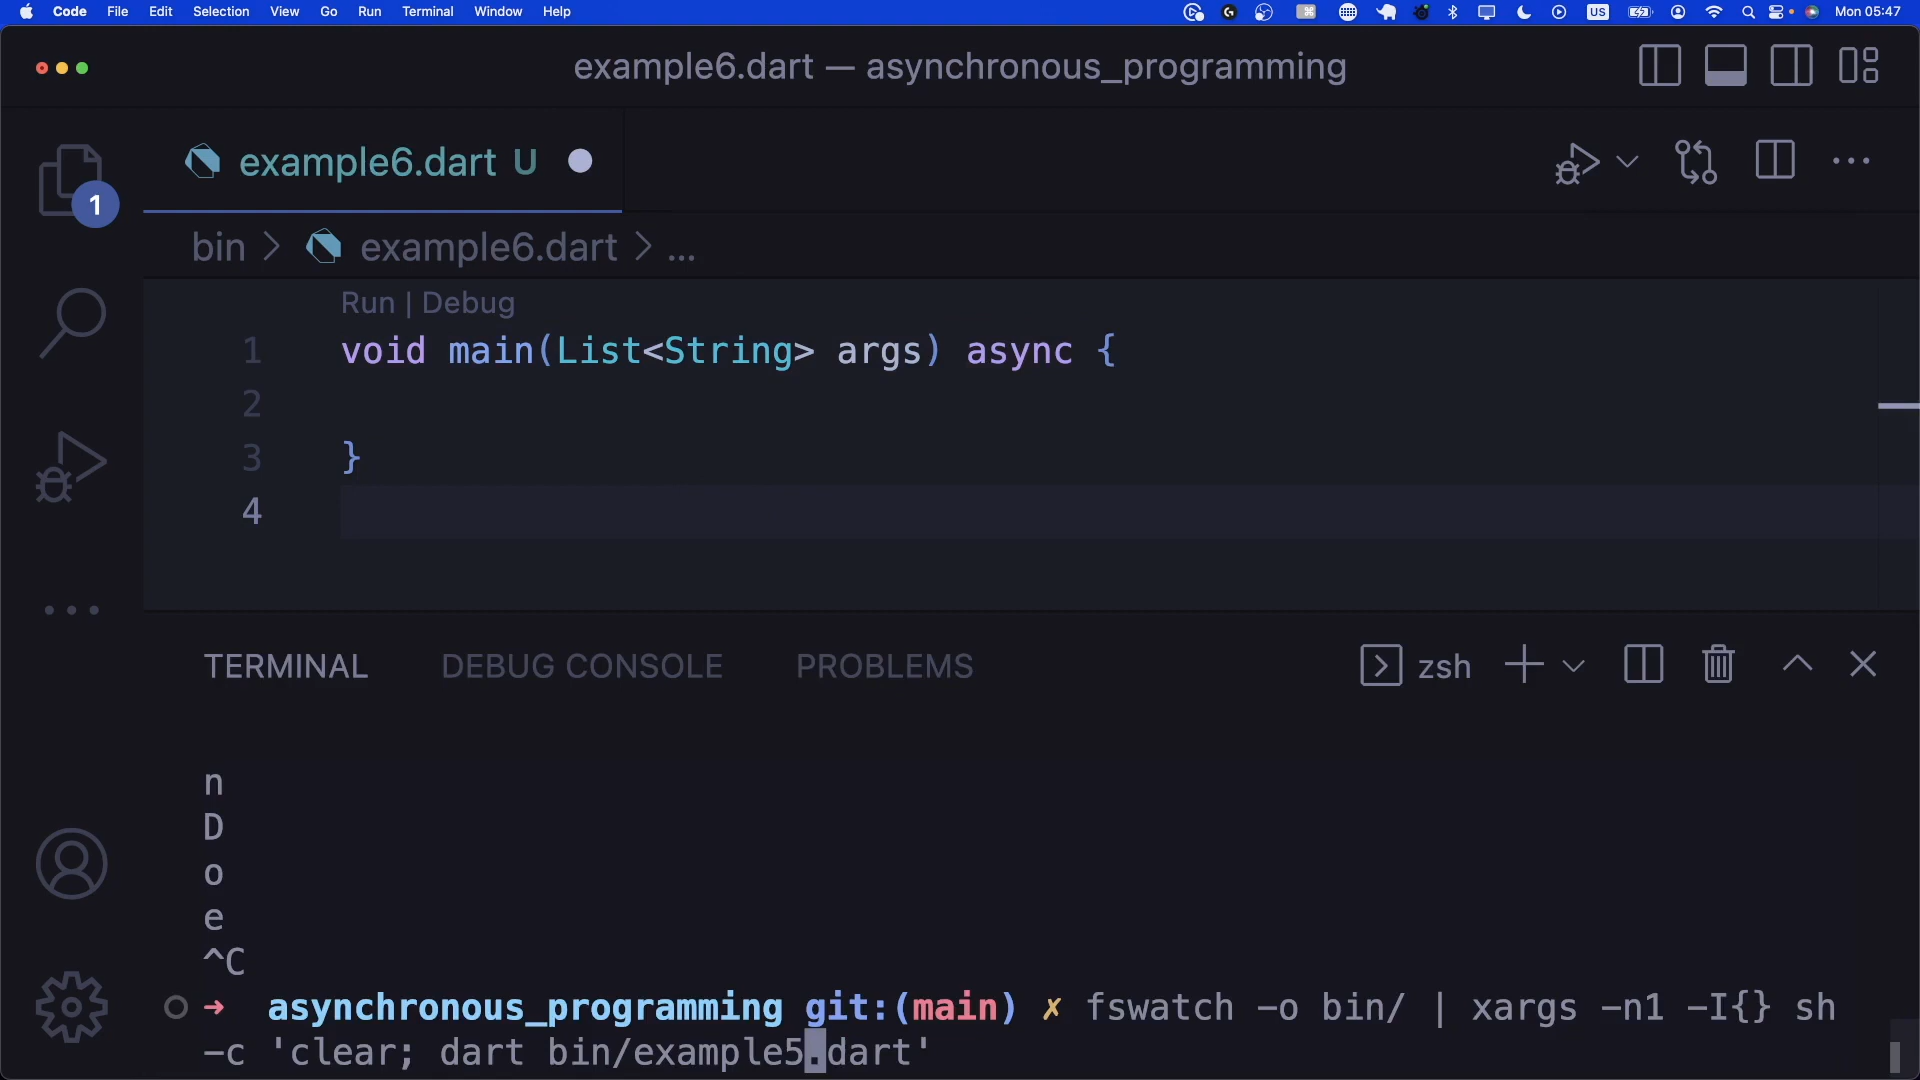 Code File Edit Selection View Go Run Terminal Window Help US Mon 05:47
example6.dart — asynchronous_programming
1
example6.dart U
bin > example6.dart > ...
Run | Debug
1 void main(List<String> args) async {
2
3 }
4
TERMINAL DEBUG CONSOLE PROBLEMS zsh
n
D
o
e
^C
→ asynchronous_programming git:(main) ✗ fswatch -o bin/ | xargs -n1 -I{} sh
-c 'clear; dart bin/example5.dart'